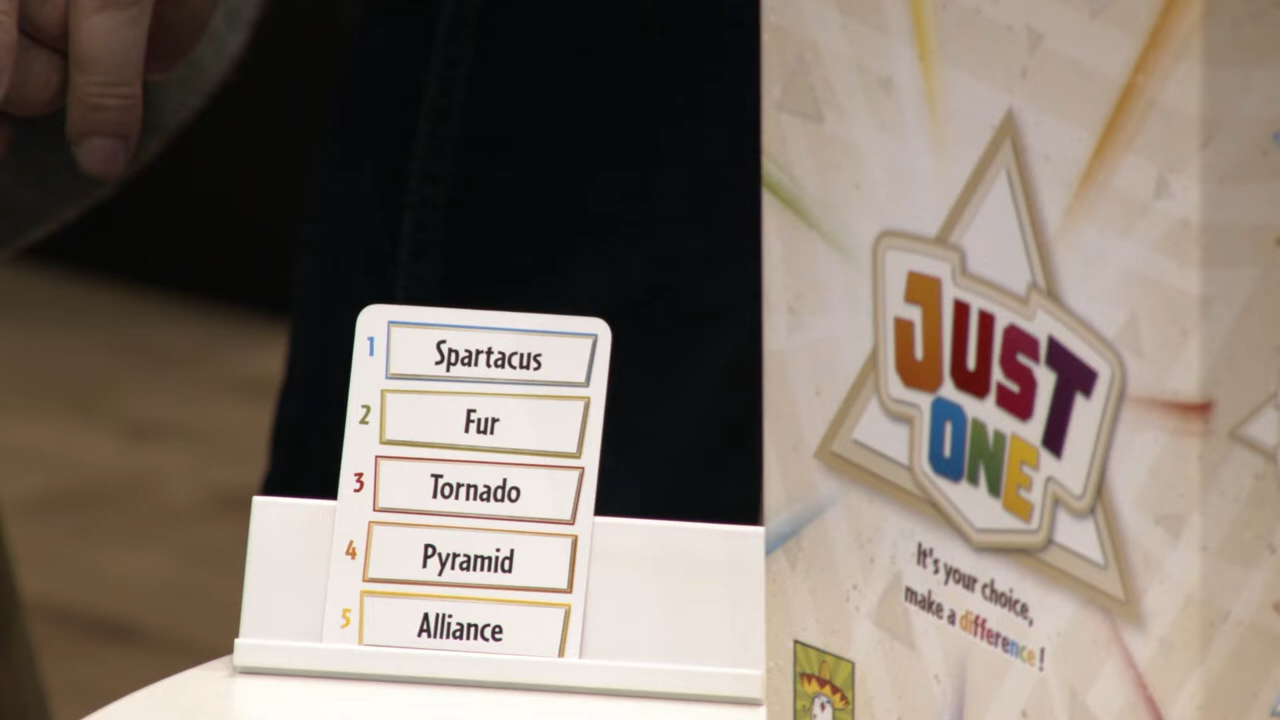 1 Spartacus
2 Fur
3 Tornado
4 Pyramid
5 Alliance
JUST
ONE
It's your choice,
make a difference!